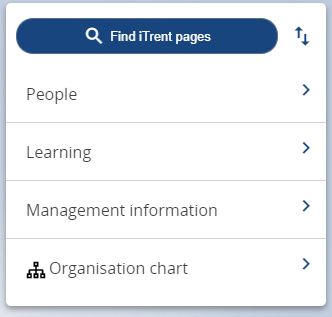 Find iTrent pages
People
Learning
Management information
Organisation chart